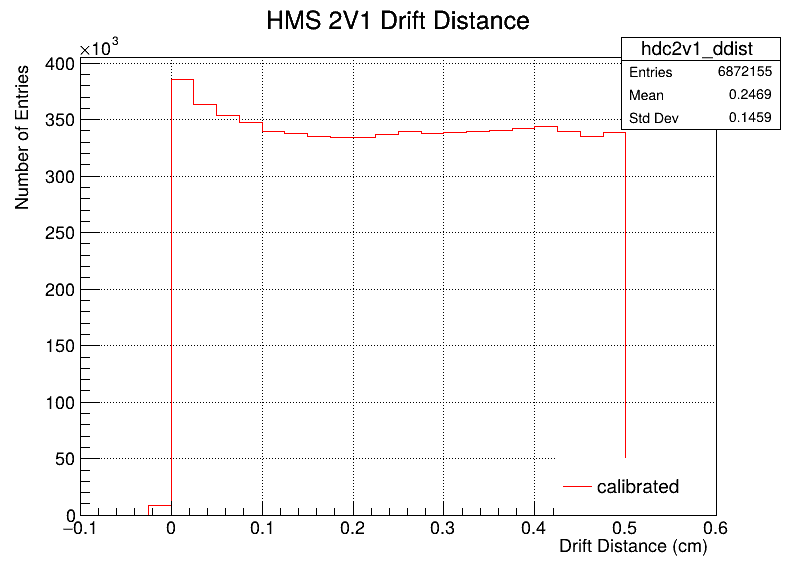 HMS 2V1 Drift Distance
×10³
hdc2v1_ddist
Entries 6872155
Mean 0.2469
Std Dev 0.1459
Number of Entries
400
350
300
250
200
150
100
50
0
calibrated
−0.1 0 0.1 0.2 0.3 0.4 0.5 0.6
Drift Distance (cm)